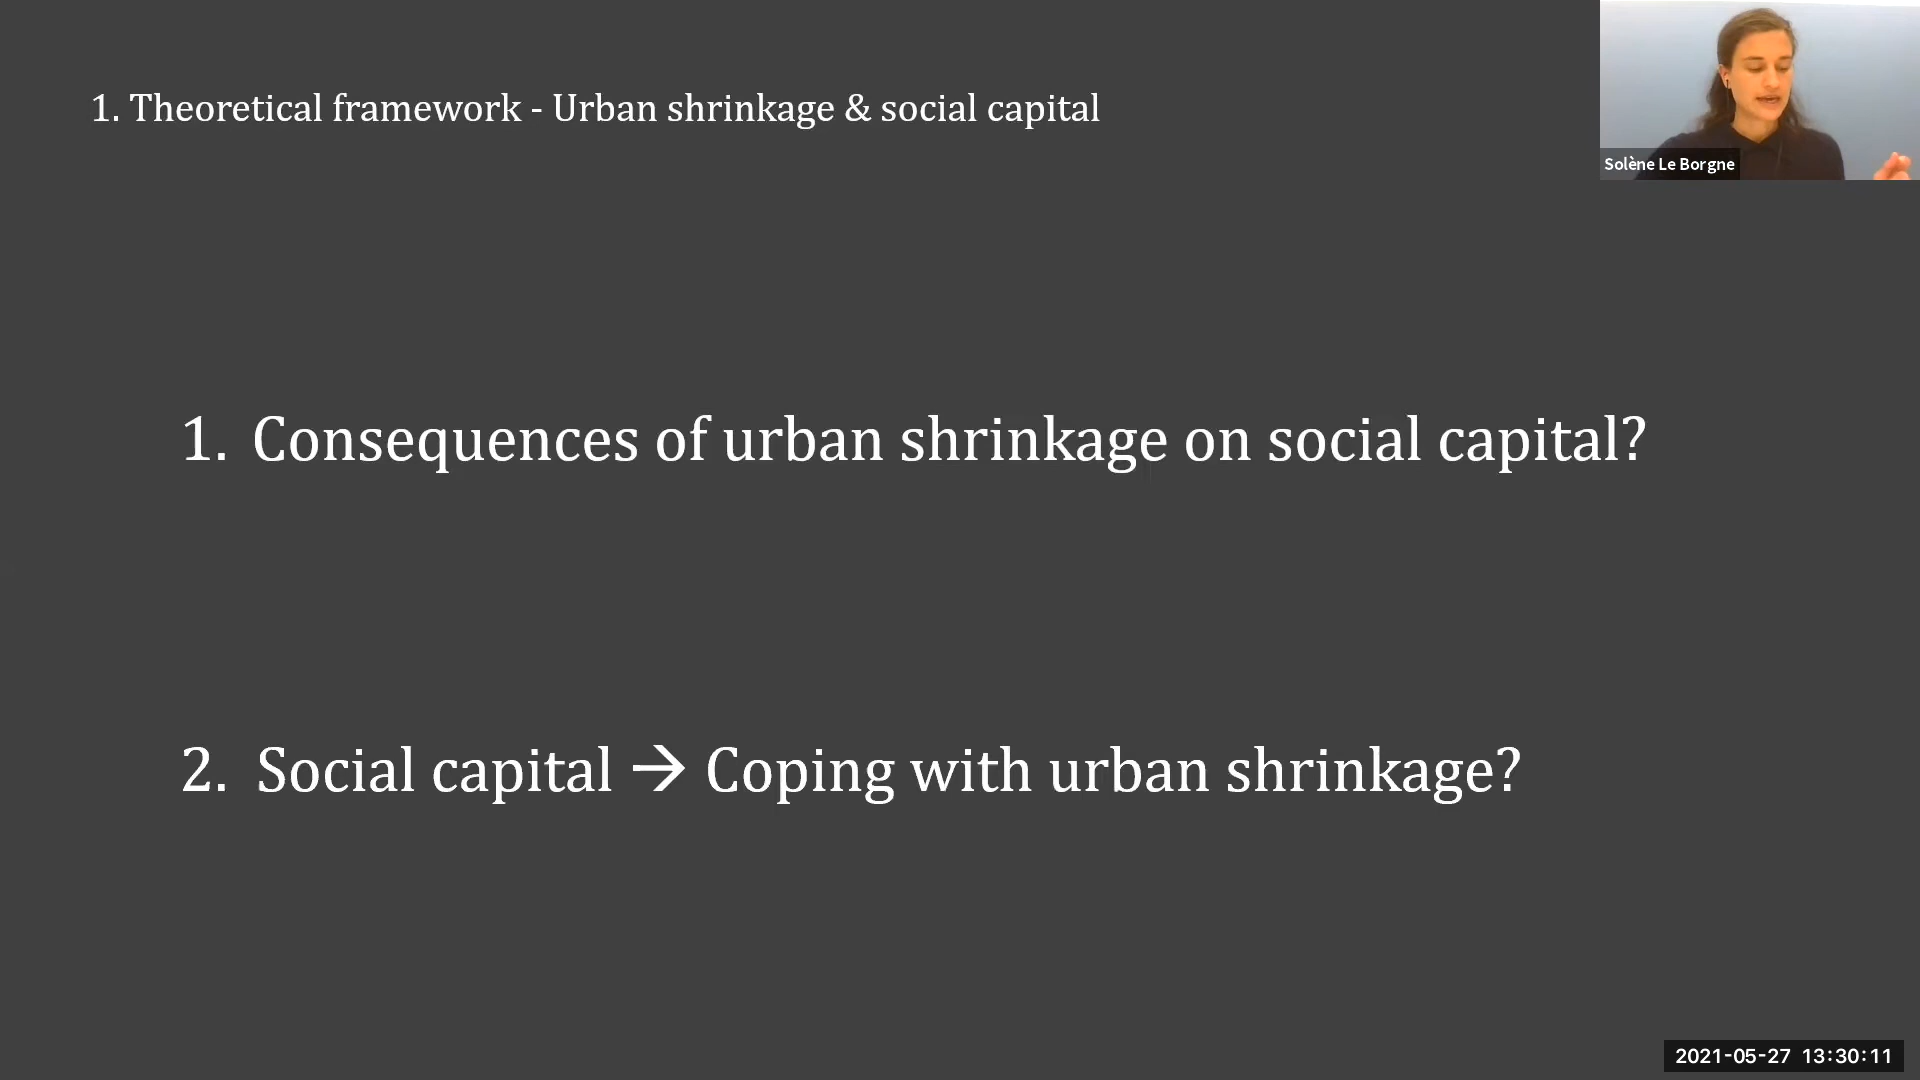 1. Theoretical framework - Urban shrinkage & social capital
Solène Le Borgne
1. Consequences of urban shrinkage on social capital?
2. Social capital → Coping with urban shrinkage?
2021-05-27 13:30:11